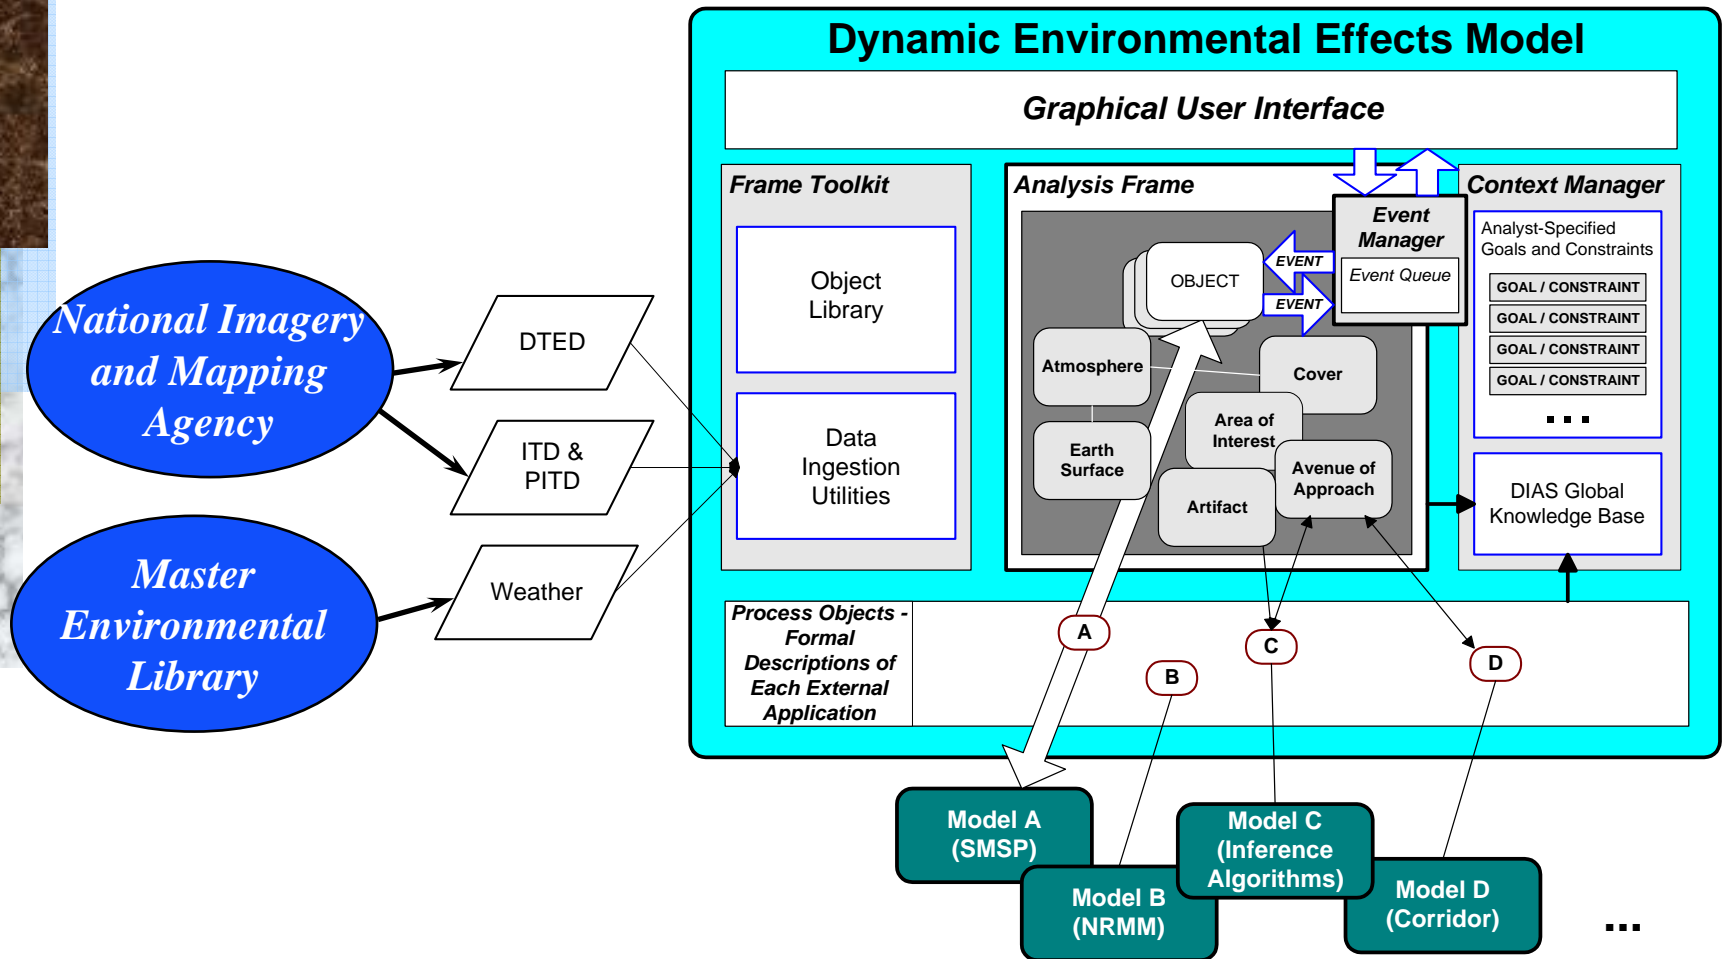 Dynamic Environmental Effects Model
Graphical User Interface
Frame Toolkit
Object
Library
Data
Ingestion
Utilities
Analysis Frame
OBJECT
EVENT
EVENT
Event
Manager
Event Queue
Atmosphere
Cover
Area of
Interest
Earth
Surface
Avenue of
Approach
Artifact
Context Manager
Analyst-Specified
Goals and Constraints
GOAL / CONSTRAINT
GOAL / CONSTRAINT
GOAL / CONSTRAINT
GOAL / CONSTRAINT
...
DIAS Global
Knowledge Base
National Imagery
and Mapping
Agency
DTED
ITD &
PITD
Master
Environmental
Library
Weather
Process Objects -
Formal
Descriptions of
Each External
Application
A
B
C
D
Model A
(SMSP)
Model B
(NRMM)
Model C
(Inference
Algorithms)
Model D
(Corridor)
...